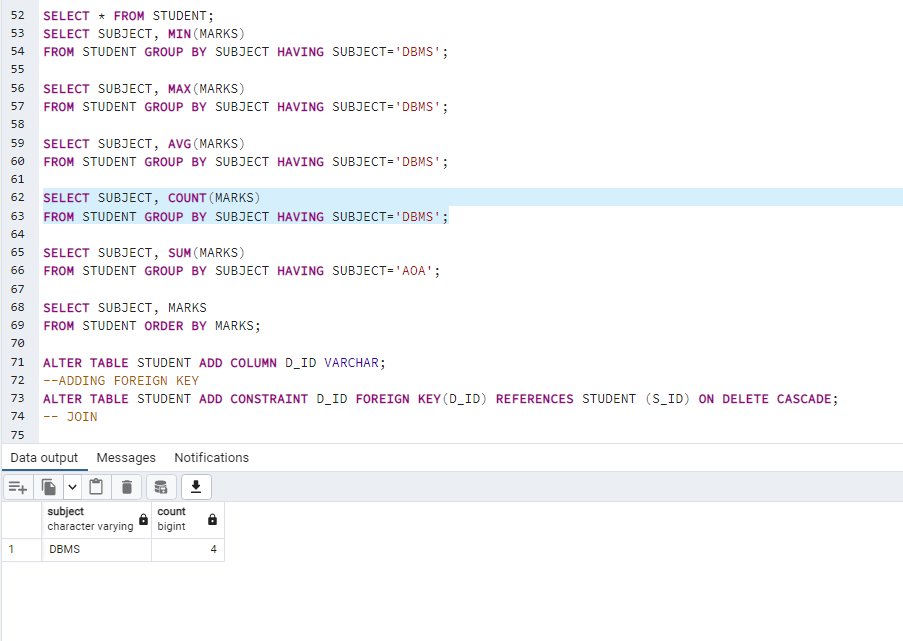 52 SELECT * FROM STUDENT;
53 SELECT SUBJECT, MIN(MARKS)
54 FROM STUDENT GROUP BY SUBJECT HAVING SUBJECT='DBMS';
55
56 SELECT SUBJECT, MAX(MARKS)
57 FROM STUDENT GROUP BY SUBJECT HAVING SUBJECT='DBMS';
58
59 SELECT SUBJECT, AVG(MARKS)
60 FROM STUDENT GROUP BY SUBJECT HAVING SUBJECT='DBMS';
61
62 SELECT SUBJECT, COUNT(MARKS)
63 FROM STUDENT GROUP BY SUBJECT HAVING SUBJECT='DBMS';
64
65 SELECT SUBJECT, SUM(MARKS)
66 FROM STUDENT GROUP BY SUBJECT HAVING SUBJECT='AOA';
67
68 SELECT SUBJECT, MARKS
69 FROM STUDENT ORDER BY MARKS;
70
71 ALTER TABLE STUDENT ADD COLUMN D_ID VARCHAR;
72 --ADDING FOREIGN KEY
73 ALTER TABLE STUDENT ADD CONSTRAINT D_ID FOREIGN KEY(D_ID) REFERENCES STUDENT (S_ID) ON DELETE CASCADE;
74 -- JOIN
75
Data output Messages Notifications
subject count
character varying bigint
1 DBMS 4